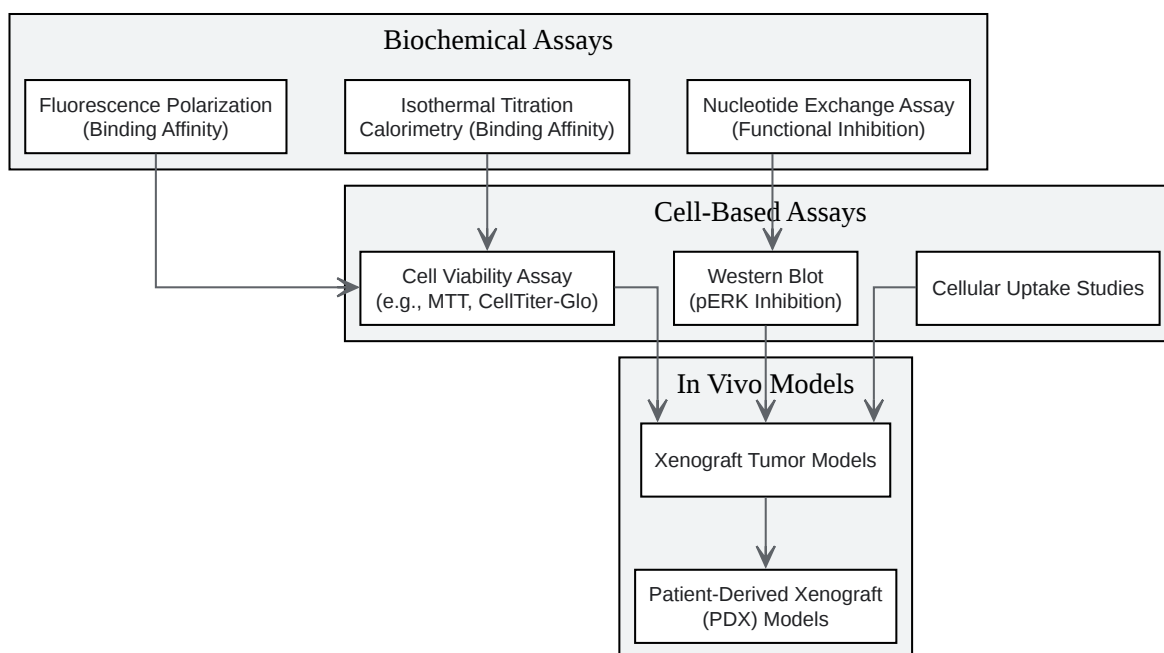 Biochemical Assays
Fluorescence Polarization
(Binding Affinity)
Isothermal Titration
Calorimetry (Binding Affinity)
Nucleotide Exchange Assay
(Functional Inhibition)
Cell-Based Assays
Cell Viability Assay
(e.g., MTT, CellTiter-Glo)
Western Blot
(pERK Inhibition)
Cellular Uptake Studies
In Vivo Models
Xenograft Tumor Models
Patient-Derived Xenograft
(PDX) Models